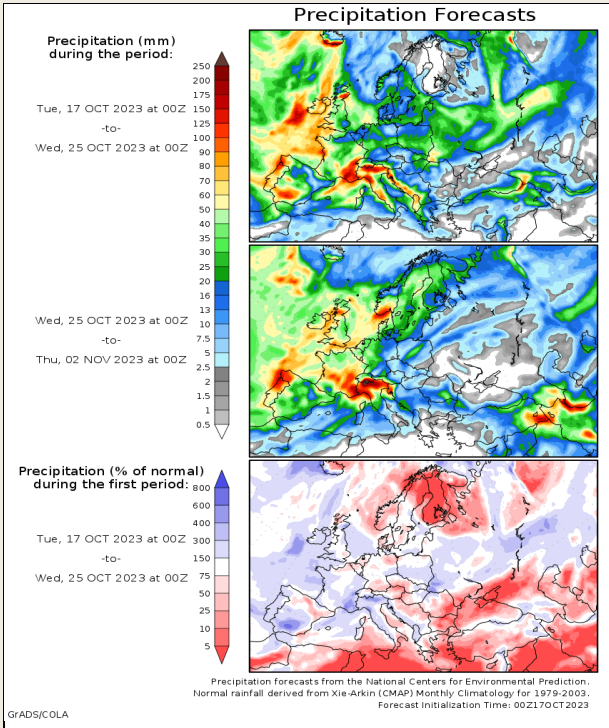 Precipitation Forecasts
Precipitation (mm)
during the period:
Tue, 17 OCT 2023 at 00Z
-to-
Wed, 25 OCT 2023 at 00Z
250
200
175
150
125
100
90
80
70
60
50
40
35
30
25
20
16
13
10
7.5
5
2.5
2
1.5
1
0.5
Wed, 25 OCT 2023 at 00Z
-to-
Thu, 02 NOV 2023 at 00Z
Precipitation (% of normal)
during the first period:
Tue, 17 OCT 2023 at 00Z
-to-
Wed, 25 OCT 2023 at 00Z
800
600
400
300
150
75
50
25
10
5
Precipitation forecasts from the National Centers for Environmental Prediction.
Normal rainfall derived from Xie-Arkin (CMAP) Monthly Climatology for 1979-2003.
Forecast Initialization Time: 00Z17OCT2023
GrADS/COLA